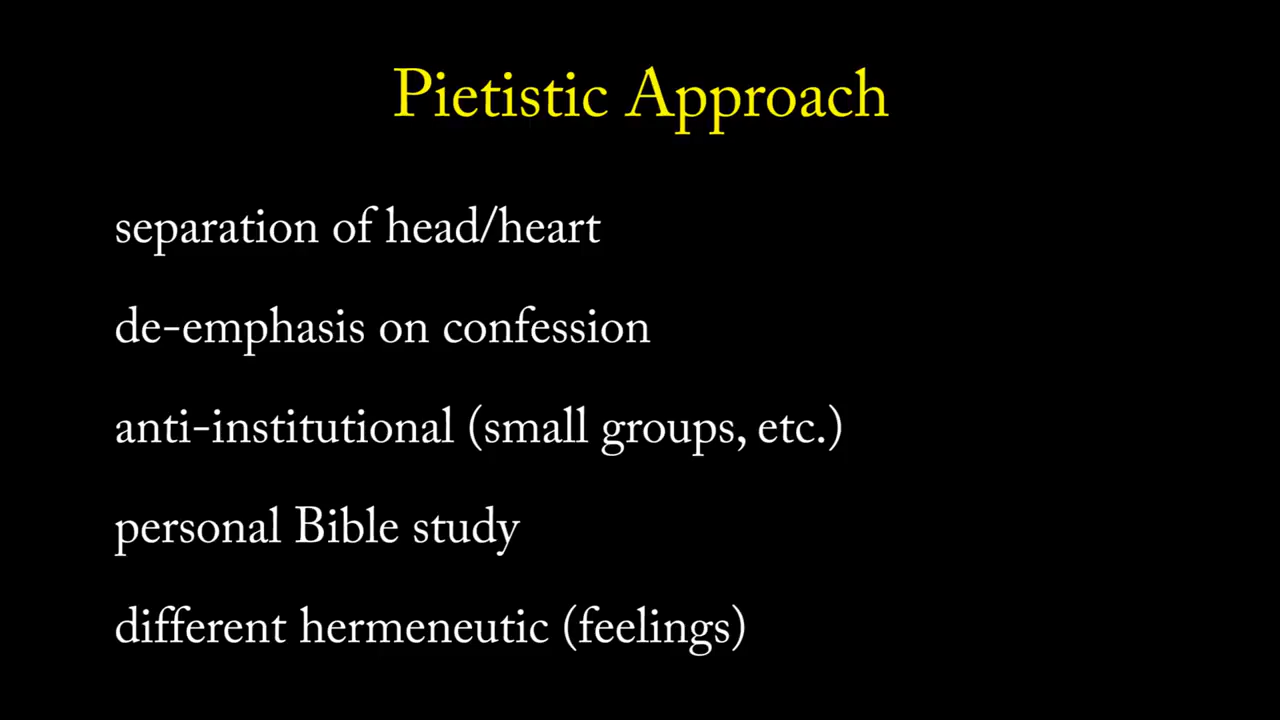 Pietistic Approach
separation of head/heart
de-emphasis on confession
anti-institutional (small groups, etc.)
personal Bible study
different hermeneutic (feelings)